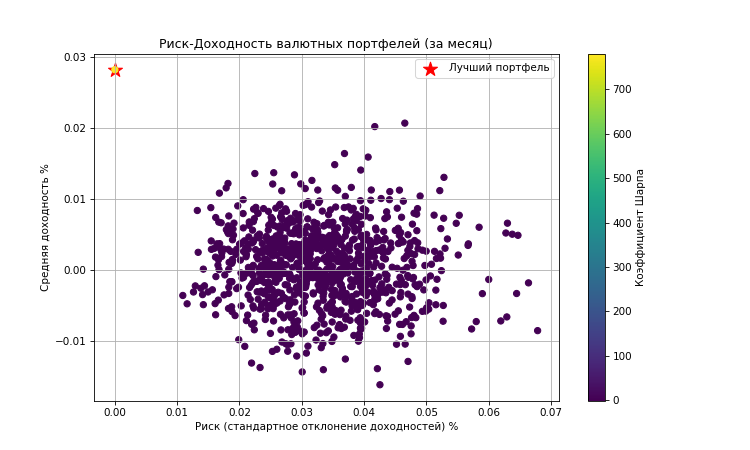 Риск-Доходность валютных портфелей (за месяц)
Лучший портфель
Средняя доходность %
0.03
0.02
0.01
0.00
−0.01
0.00 0.01 0.02 0.03 0.04 0.05 0.06 0.07
Риск (стандартное отклонение доходностей) %
700
600
500
400
300
200
100
0
Коэффициент Шарпа